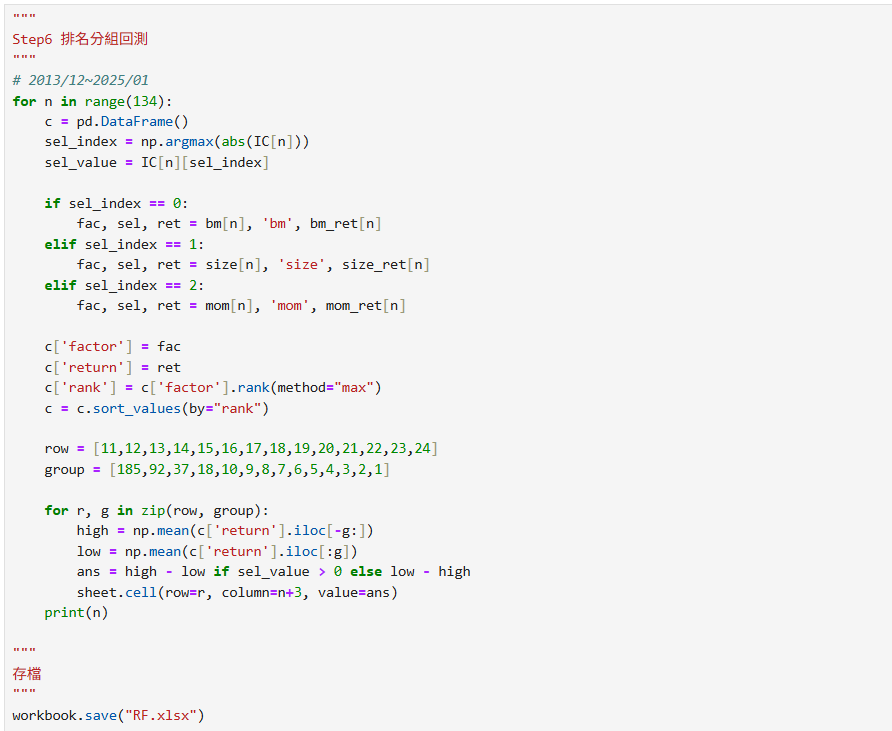 """
Step6 排名分組回測
"""
# 2013/12~2025/01
for n in range(134):
    c = pd.DataFrame()
    sel_index = np.argmax(abs(IC[n]))
    sel_value = IC[n][sel_index]

    if sel_index == 0:
        fac, sel, ret = bm[n], 'bm', bm_ret[n]
    elif sel_index == 1:
        fac, sel, ret = size[n], 'size', size_ret[n]
    elif sel_index == 2:
        fac, sel, ret = mom[n], 'mom', mom_ret[n]

    c['factor'] = fac
    c['return'] = ret
    c['rank'] = c['factor'].rank(method="max")
    c = c.sort_values(by="rank")

    row = [11,12,13,14,15,16,17,18,19,20,21,22,23,24]
    group = [185,92,37,18,10,9,8,7,6,5,4,3,2,1]

    for r, g in zip(row, group):
        high = np.mean(c['return'].iloc[-g:])
        low = np.mean(c['return'].iloc[:g])
        ans = high - low if sel_value > 0 else low - high
        sheet.cell(row=r, column=n+3, value=ans)
    print(n)

"""
存檔
"""
workbook.save("RF.xlsx")